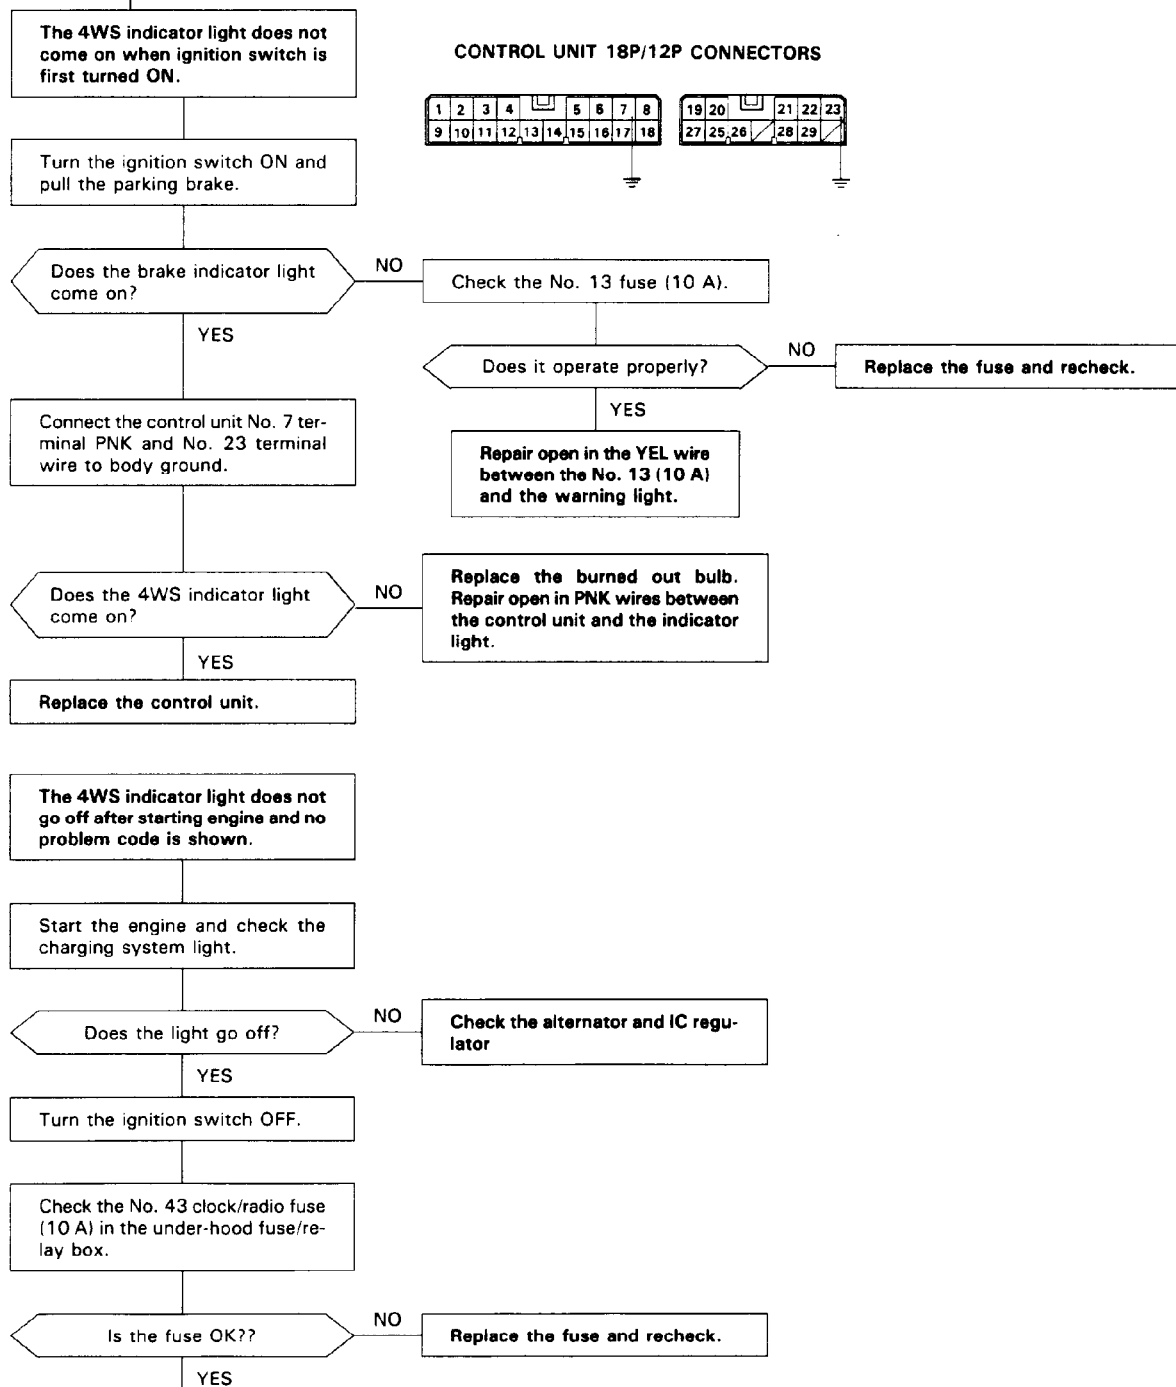 The 4WS indicator light does not
come on when ignition switch is
first turned ON.
CONTROL UNIT 18P/12P CONNECTORS
1 2 3 4 5 6 7 8
9 10 11 12 13 14 15 16 17 18
19 20 21 22 23
27 25 26 28 29
Turn the ignition switch ON and
pull the parking brake.
Does the brake indicator light
come on?
NO
Check the No. 13 fuse (10 A).
YES
Does it operate properly?
NO
Replace the fuse and recheck.
YES
Repair open in the YEL wire
between the No. 13 (10 A)
and the warning light.
Connect the control unit No. 7 ter-
minal PNK and No. 23 terminal
wire to body ground.
Does the 4WS indicator light
come on?
NO
Replace the burned out bulb.
Repair open in PNK wires between
the control unit and the indicator
light.
YES
Replace the control unit.
The 4WS indicator light does not
go off after starting engine and no
problem code is shown.
Start the engine and check the
charging system light.
Does the light go off?
NO
Check the alternator and IC regu-
lator
YES
Turn the ignition switch OFF.
Check the No. 43 clock/radio fuse
(10 A) in the under-hood fuse/re-
lay box.
Is the fuse OK??
NO
Replace the fuse and recheck.
YES